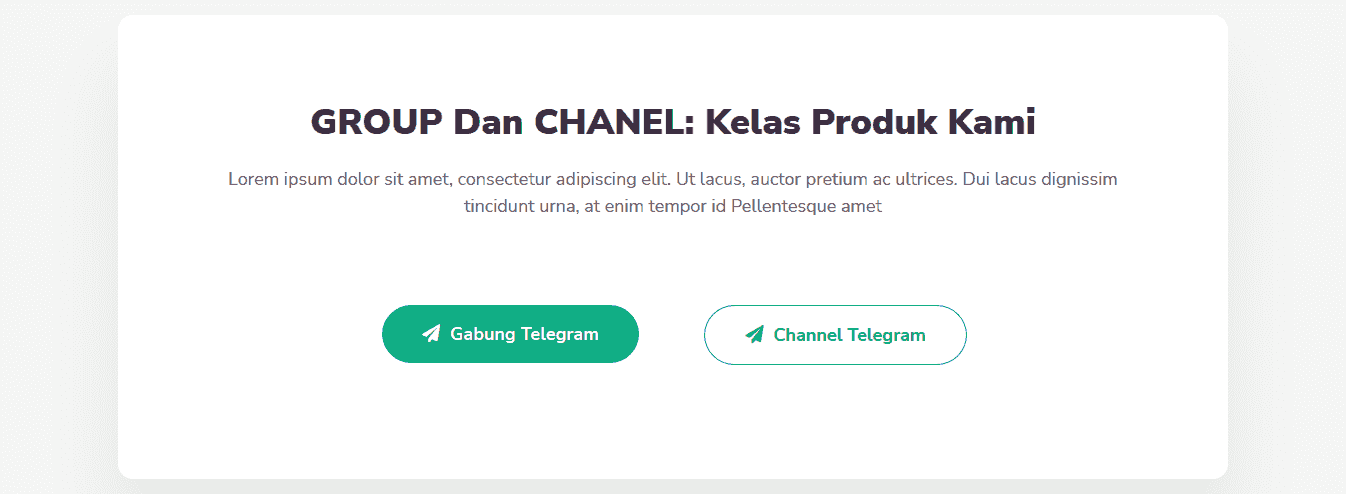 GROUP Dan CHANEL: Kelas Produk Kami
Lorem ipsum dolor sit amet, consectetur adipiscing elit. Ut lacus, auctor pretium ac ultrices. Dui lacus dignissim
tincidunt urna, at enim tempor id Pellentesque amet
Gabung Telegram
Channel Telegram